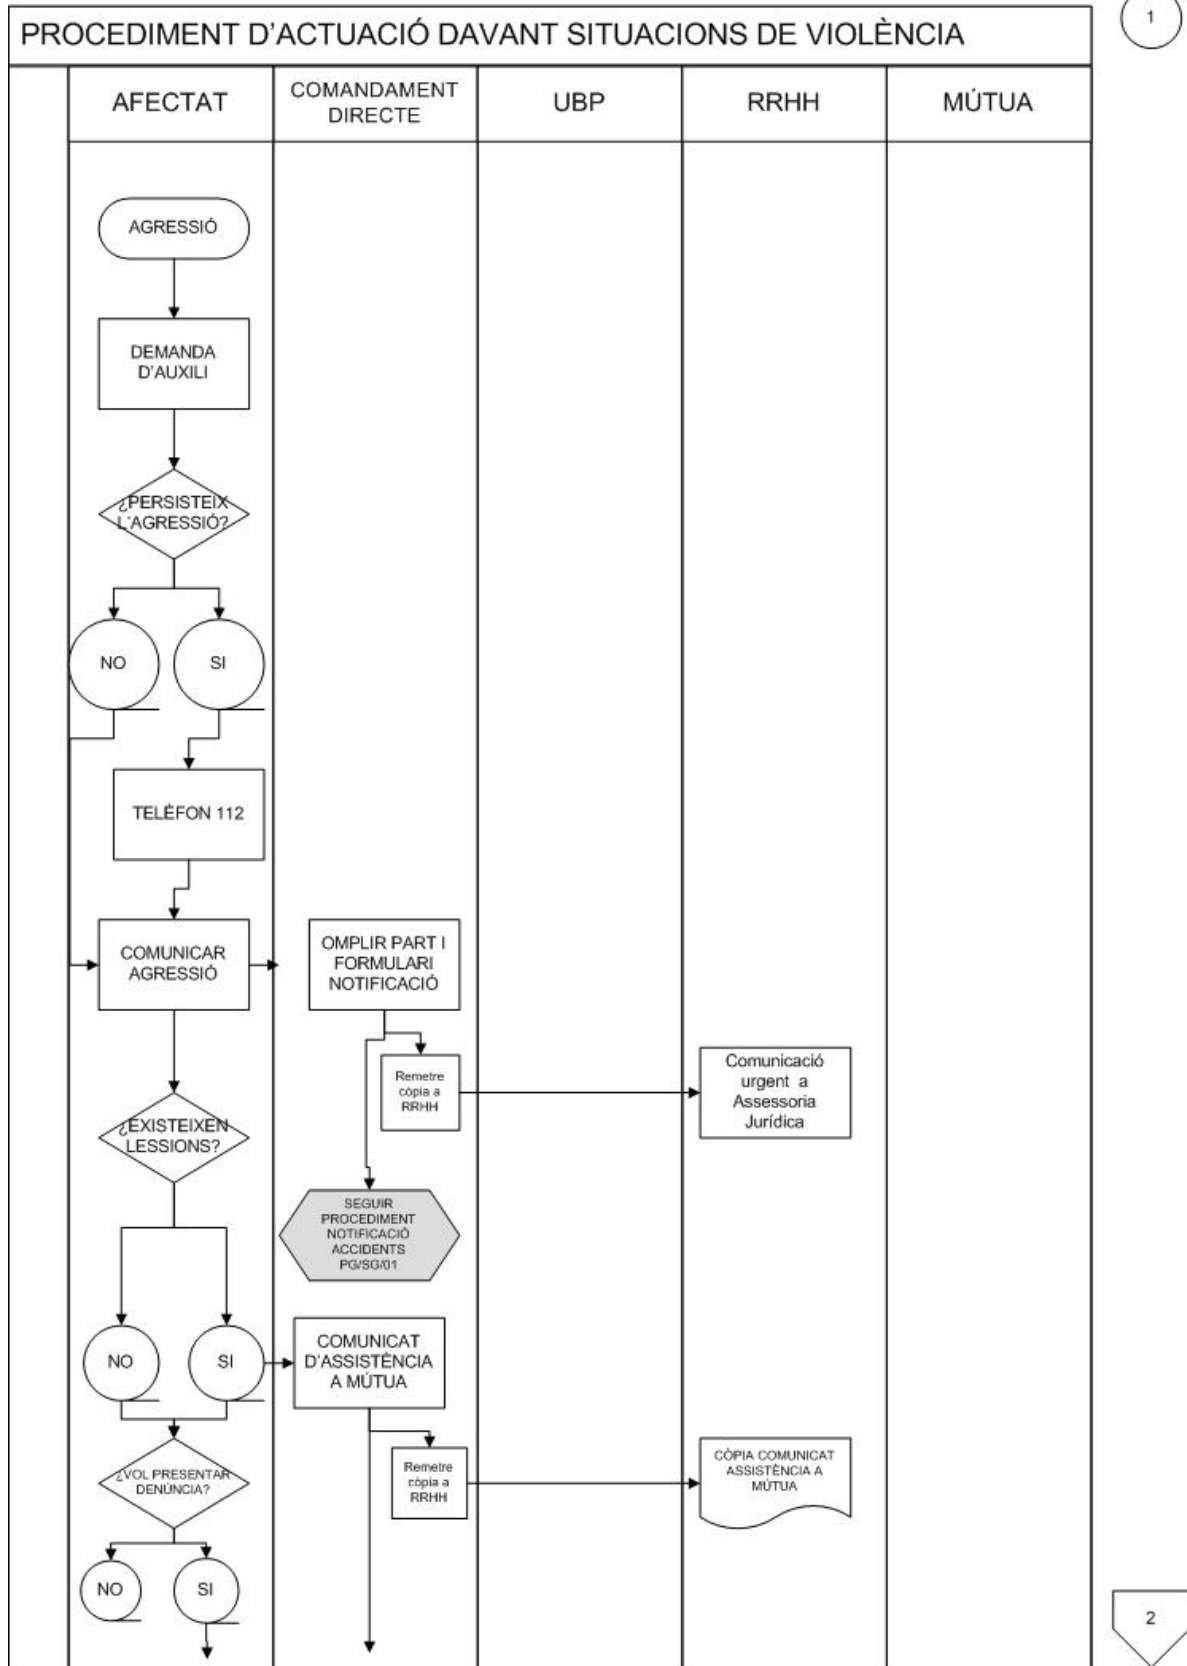 1
PROCEDIMENT D'ACTUACIÓ DAVANT SITUACIONS DE VIOLÈNCIA
AFECTAT
COMANDAMENT
DIRECTE
UBP
RRHH
MÚTUA
AGRESSIÓ
DEMANDA
D'AUXILI
¿PERSISTEIX
L'AGRESSIÓ?
NO
SI
TELÈFON 112
COMUNICAR
AGRESSIÓ
OMPLIR PART I
FORMULARI
NOTIFICACIÓ
Remetre
còpia a
RRHH
Comunicació
urgent a
Assessoria
Jurídica
¿EXISTEIXEN
LESSIONS?
SEGUIR
PROCEDIMENT
NOTIFICACIÓ
ACCIDENTS
PG/SG/01
NO
SI
COMUNICAT
D'ASSISTÈNCIA
A MÚTUA
¿VOL PRESENTAR
DENÚNCIA?
Remetre
còpia a
RRHH
CÒPIA COMUNICAT
ASSISTÈNCIA A
MÚTUA
NO
SI
2